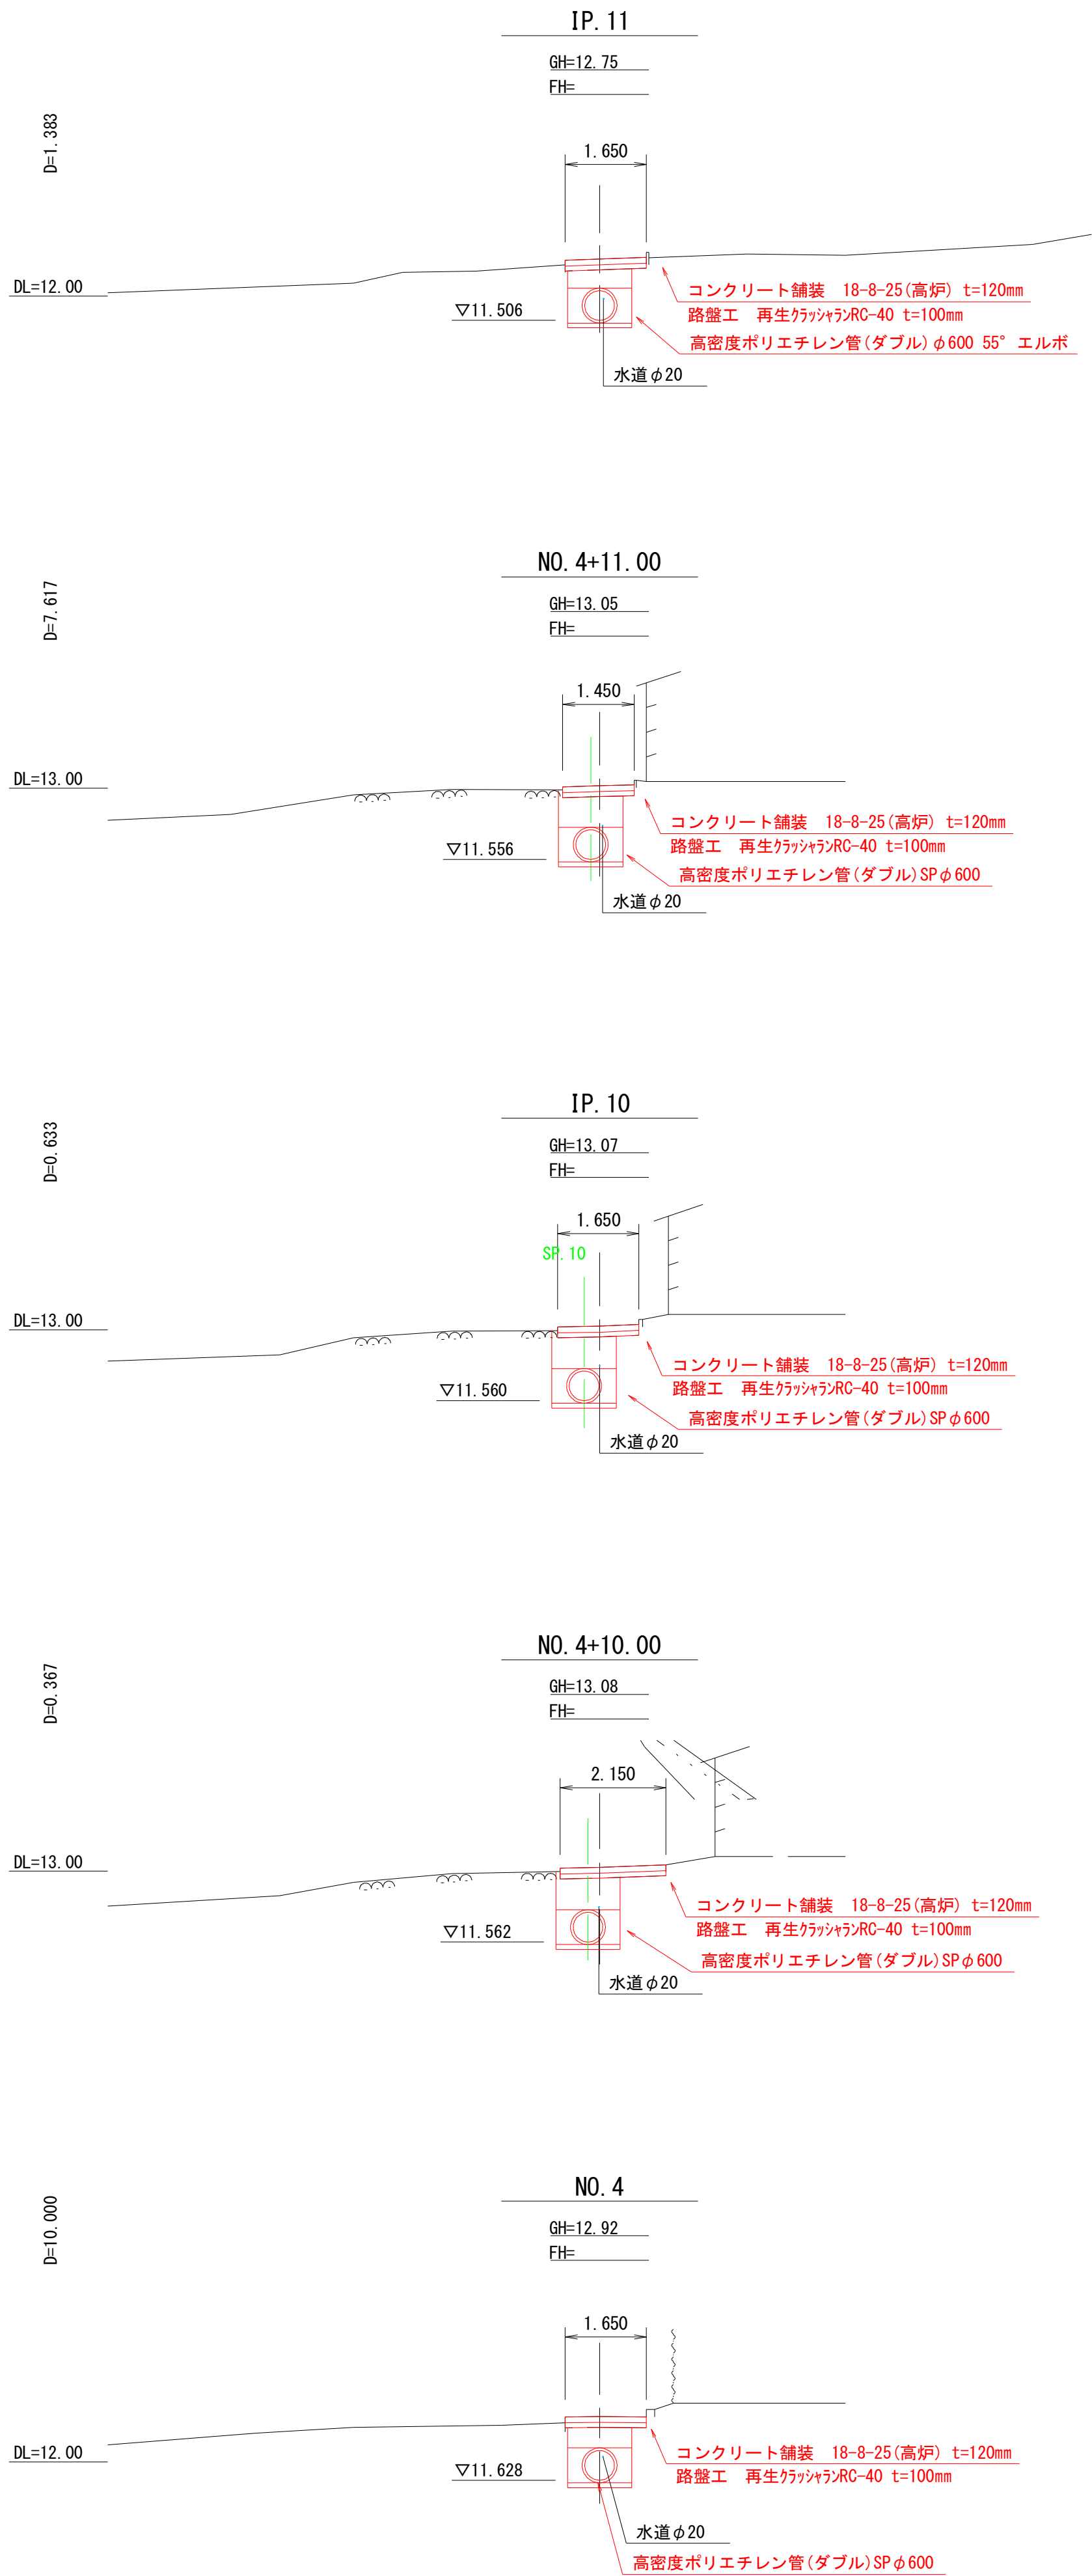 IP.11
GH=12.75
FH=
D=1.383
1.650
DL=12.00
▽11.506
コンクリート舗装　18-8-25(高炉) t=120mm
路盤工　再生ｸﾗｯｼｬﾗﾝRC-40 t=100mm
高密度ポリエチレン管(ダブル)φ600 55°エルボ
水道φ20
NO.4+11.00
D=7.617
GH=13.05
FH=
1.450
DL=13.00
コンクリート舗装　18-8-25(高炉) t=120mm
▽11.556
路盤工　再生ｸﾗｯｼｬﾗﾝRC-40 t=100mm
高密度ポリエチレン管(ダブル)SPφ600
水道φ20
IP.10
D=0.633
GH=13.07
FH=
1.650
SP.10
DL=13.00
コンクリート舗装　18-8-25(高炉) t=120mm
▽11.560
路盤工　再生ｸﾗｯｼｬﾗﾝRC-40 t=100mm
高密度ポリエチレン管(ダブル)SPφ600
水道φ20
NO.4+10.00
D=0.367
GH=13.08
FH=
2.150
DL=13.00
コンクリート舗装　18-8-25(高炉) t=120mm
▽11.562
路盤工　再生ｸﾗｯｼｬﾗﾝRC-40 t=100mm
高密度ポリエチレン管(ダブル)SPφ600
水道φ20
NO.4
D=10.000
GH=12.92
FH=
1.650
DL=12.00
コンクリート舗装　18-8-25(高炉) t=120mm
▽11.628
路盤工　再生ｸﾗｯｼｬﾗﾝRC-40 t=100mm
水道φ20
高密度ポリエチレン管(ダブル)SPφ600